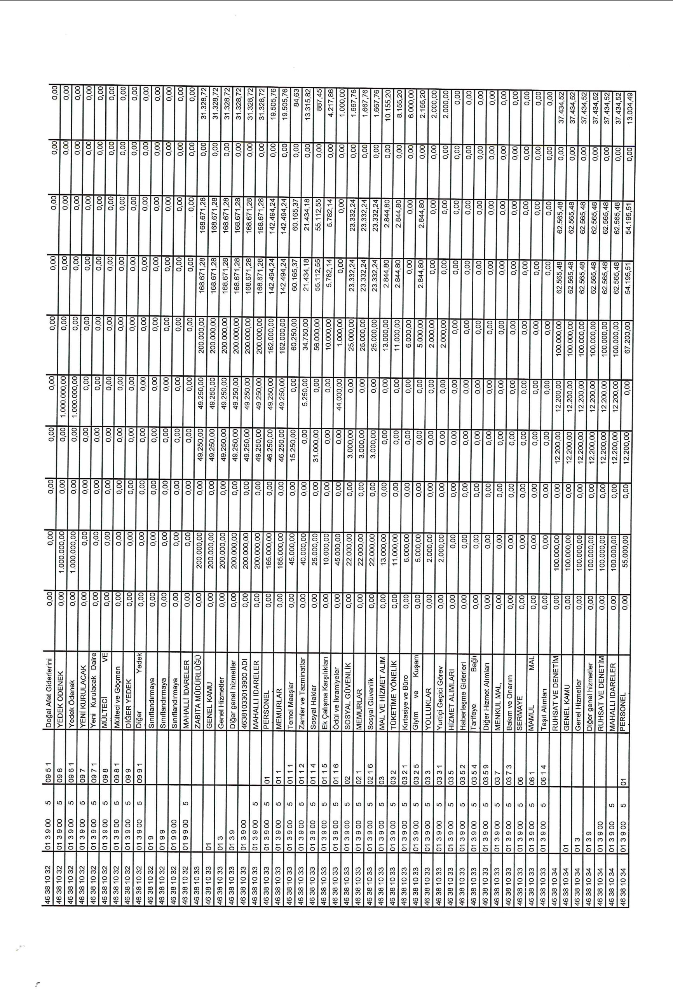 46 38 10 32 01 3 9 00 5 09 5 1 Doğal Afet Giderlerini 0,00 0,00 0,00 0,00 0,00 0,00 0,00 0,00 0,00 0,00
46 38 10 32 01 3 9 00 5 09 6 YEDEK ÖDENEK 0,00 1.000.000,00 0,00 0,00 1.000.000,00 0,00 0,00 0,00 0,00 0,00
46 38 10 32 01 3 9 00 5 09 6 1 Yedek Ödenek 0,00 1.000.000,00 0,00 0,00 1.000.000,00 0,00 0,00 0,00 0,00 0,00
46 38 10 32 01 3 9 00 5 09 7 YENİ KURULACAK 0,00 0,00 0,00 0,00 0,00 0,00 0,00 0,00 0,00 0,00
46 38 10 32 01 3 9 00 5 09 7 1 Yeni Kurulacak Daire 0,00 0,00 0,00 0,00 0,00 0,00 0,00 0,00 0,00 0,00
46 38 10 32 01 3 9 00 5 09 8 MÜLTECİ VE 0,00 0,00 0,00 0,00 0,00 0,00 0,00 0,00 0,00 0,00
46 38 10 32 01 3 9 00 5 09 8 1 Mülteci ve Göçmen 0,00 0,00 0,00 0,00 0,00 0,00 0,00 0,00 0,00 0,00
46 38 10 32 01 3 9 00 5 09 9 DİĞER YEDEK 0,00 0,00 0,00 0,00 0,00 0,00 0,00 0,00 0,00 0,00
46 38 10 32 01 3 9 00 5 09 9 1 Diğer Yedek 0,00 0,00 0,00 0,00 0,00 0,00 0,00 0,00 0,00 0,00
46 38 10 32 01 9 Sınıflandırmaya 0,00 0,00 0,00 0,00 0,00 0,00 0,00 0,00 0,00 0,00
46 38 10 32 01 9 9 Sınıflandırmaya 0,00 0,00 0,00 0,00 0,00 0,00 0,00 0,00 0,00 0,00
46 38 10 32 01 9 9 00 Sınıflandırmaya 0,00 0,00 0,00 0,00 0,00 0,00 0,00 0,00 0,00 0,00
46 38 10 32 01 9 9 00 5 MAHALLİ İDARELER 0,00 0,00 0,00 0,00 0,00 0,00 0,00 0,00 0,00 0,00
46 38 10 33 ZABITA MÜDÜRLÜĞÜ 0,00 200.000,00 0,00 49.250,00 49.250,00 200.000,00 168.671,28 168.671,28 0,00 31.328,72
46 38 10 33 01 GENEL KAMU 0,00 200.000,00 0,00 49.250,00 49.250,00 200.000,00 168.671,28 168.671,28 0,00 31.328,72
46 38 10 33 01 3 Genel Hizmetler 0,00 200.000,00 0,00 49.250,00 49.250,00 200.000,00 168.671,28 168.671,28 0,00 31.328,72
46 38 10 33 01 3 9 Diğer genel hizmetler 0,00 200.000,00 0,00 49.250,00 49.250,00 200.000,00 168.671,28 168.671,28 0,00 31.328,72
46 38 10 33 01 3 9 00 46381033013900 ADI 0,00 200.000,00 0,00 49.250,00 49.250,00 200.000,00 168.671,28 168.671,28 0,00 31.328,72
46 38 10 33 01 3 9 00 5 MAHALLI IDARELER 0,00 200.000,00 0,00 49.250,00 49.250,00 200.000,00 168.671,28 168.671,28 0,00 31.328,72
46 38 10 33 01 3 9 00 5 01 PERSONEL 0,00 165.000,00 0,00 46.250,00 49.250,00 162.000,00 142.494,24 142.494,24 0,00 19.505,76
46 38 10 33 01 3 9 00 5 01 1 MEMURLAR 0,00 165.000,00 0,00 46.250,00 49.250,00 162.000,00 142.494,24 142.494,24 0,00 19.505,76
46 38 10 33 01 3 9 00 5 01 1 1 Temel Maaşlar 0,00 45.000,00 0,00 15.250,00 0,00 60.250,00 60.165,37 60.165,37 0,00 84,63
46 38 10 33 01 3 9 00 5 01 1 2 Zamlar ve Tazminatlar 0,00 40.000,00 0,00 0,00 5.250,00 34.750,00 21.434,18 21.434,18 0,00 13.315,82
46 38 10 33 01 3 9 00 5 01 1 4 Sosyal Haklar 0,00 25.000,00 0,00 31.000,00 0,00 56.000,00 55.112,55 55.112,55 0,00 887,45
46 38 10 33 01 3 9 00 5 01 1 5 Ek Çalışma Karşılıkları 0,00 10.000,00 0,00 0,00 0,00 10.000,00 5.782,14 5.782,14 0,00 4.217,86
46 38 10 33 01 3 9 00 5 01 1 6 Ödül ve İkramiyeler 0,00 45.000,00 0,00 0,00 44.000,00 1.000,00 0,00 0,00 0,00 1.000,00
46 38 10 33 01 3 9 00 5 02 SOSYAL GÜVENLİK 0,00 22.000,00 0,00 3.000,00 0,00 25.000,00 23.332,24 23.332,24 0,00 1.667,76
46 38 10 33 01 3 9 00 5 02 1 MEMURLAR 0,00 22.000,00 0,00 3.000,00 0,00 25.000,00 23.332,24 23.332,24 0,00 1.667,76
46 38 10 33 01 3 9 00 5 02 1 6 Sosyal Güvenlik 0,00 22.000,00 0,00 3.000,00 0,00 25.000,00 23.332,24 23.332,24 0,00 1.667,76
46 38 10 33 01 3 9 00 5 03 MAL VE HİZMET ALIM 0,00 13.000,00 0,00 0,00 0,00 13.000,00 2.844,80 2.844,80 0,00 10.155,20
46 38 10 33 01 3 9 00 5 03 2 TÜKETİME YÖNELİK 0,00 11.000,00 0,00 0,00 0,00 11.000,00 2.844,80 2.844,80 0,00 8.155,20
46 38 10 33 01 3 9 00 5 03 2 1 Kırtasiye ve Büro 0,00 6.000,00 0,00 0,00 0,00 6.000,00 0,00 0,00 0,00 6.000,00
46 38 10 33 01 3 9 00 5 03 2 5 Giyim ve Kuşam 0,00 5.000,00 0,00 0,00 0,00 5.000,00 2.844,80 2.844,80 0,00 2.155,20
46 38 10 33 01 3 9 00 5 03 3 YOLLUKLAR 0,00 2.000,00 0,00 0,00 0,00 2.000,00 0,00 0,00 0,00 2.000,00
46 38 10 33 01 3 9 00 5 03 3 1 Yurtiçi Geçici Görev 0,00 2.000,00 0,00 0,00 0,00 2.000,00 0,00 0,00 0,00 2.000,00
46 38 10 33 01 3 9 00 5 03 5 HİZMET ALIMLARI 0,00 0,00 0,00 0,00 0,00 0,00 0,00 0,00 0,00 0,00
46 38 10 33 01 3 9 00 5 03 5 2 Haberleşme Giderleri 0,00 0,00 0,00 0,00 0,00 0,00 0,00 0,00 0,00 0,00
46 38 10 33 01 3 9 00 5 03 5 4 Tarifeye Bağlı 0,00 0,00 0,00 0,00 0,00 0,00 0,00 0,00 0,00 0,00
46 38 10 33 01 3 9 00 5 03 5 9 Diğer Hizmet Alımları 0,00 0,00 0,00 0,00 0,00 0,00 0,00 0,00 0,00 0,00
46 38 10 33 01 3 9 00 5 03 7 MENKUL MAL, 0,00 0,00 0,00 0,00 0,00 0,00 0,00 0,00 0,00 0,00
46 38 10 33 01 3 9 00 5 03 7 3 Bakım ve Onarım 0,00 0,00 0,00 0,00 0,00 0,00 0,00 0,00 0,00 0,00
46 38 10 33 01 3 9 00 5 06 SERMAYE 0,00 0,00 0,00 0,00 0,00 0,00 0,00 0,00 0,00 0,00
46 38 10 33 01 3 9 00 5 06 1 MAMUL MAL 0,00 0,00 0,00 0,00 0,00 0,00 0,00 0,00 0,00 0,00
46 38 10 33 01 3 9 00 5 06 1 4 Taşıt Alımları 0,00 0,00 0,00 0,00 0,00 0,00 0,00 0,00 0,00 0,00
46 38 10 34 RUHSAT VE DENETİM 0,00 100.000,00 0,00 12.200,00 12.200,00 100.000,00 62.565,48 62.565,48 0,00 37.434,52
46 38 10 34 01 GENEL KAMU 0,00 100.000,00 0,00 12.200,00 12.200,00 100.000,00 62.565,48 62.565,48 0,00 37.434,52
46 38 10 34 01 3 Genel Hizmetler 0,00 100.000,00 0,00 12.200,00 12.200,00 100.000,00 62.565,48 62.565,48 0,00 37.434,52
46 38 10 34 01 3 9 Diğer genel hizmetler 0,00 100.000,00 0,00 12.200,00 12.200,00 100.000,00 62.565,48 62.565,48 0,00 37.434,52
46 38 10 34 01 3 9 00 RUHSAT VE DENETİM 0,00 100.000,00 0,00 12.200,00 12.200,00 100.000,00 62.565,48 62.565,48 0,00 37.434,52
46 38 10 34 01 3 9 00 5 MAHALLI IDARELER 0,00 100.000,00 0,00 12.200,00 12.200,00 100.000,00 62.565,48 62.565,48 0,00 37.434,52
46 38 10 34 01 3 9 00 5 01 PERSONEL 0,00 55.000,00 0,00 12.200,00 0,00 67.200,00 54.195,51 54.195,51 0,00 13.004,49